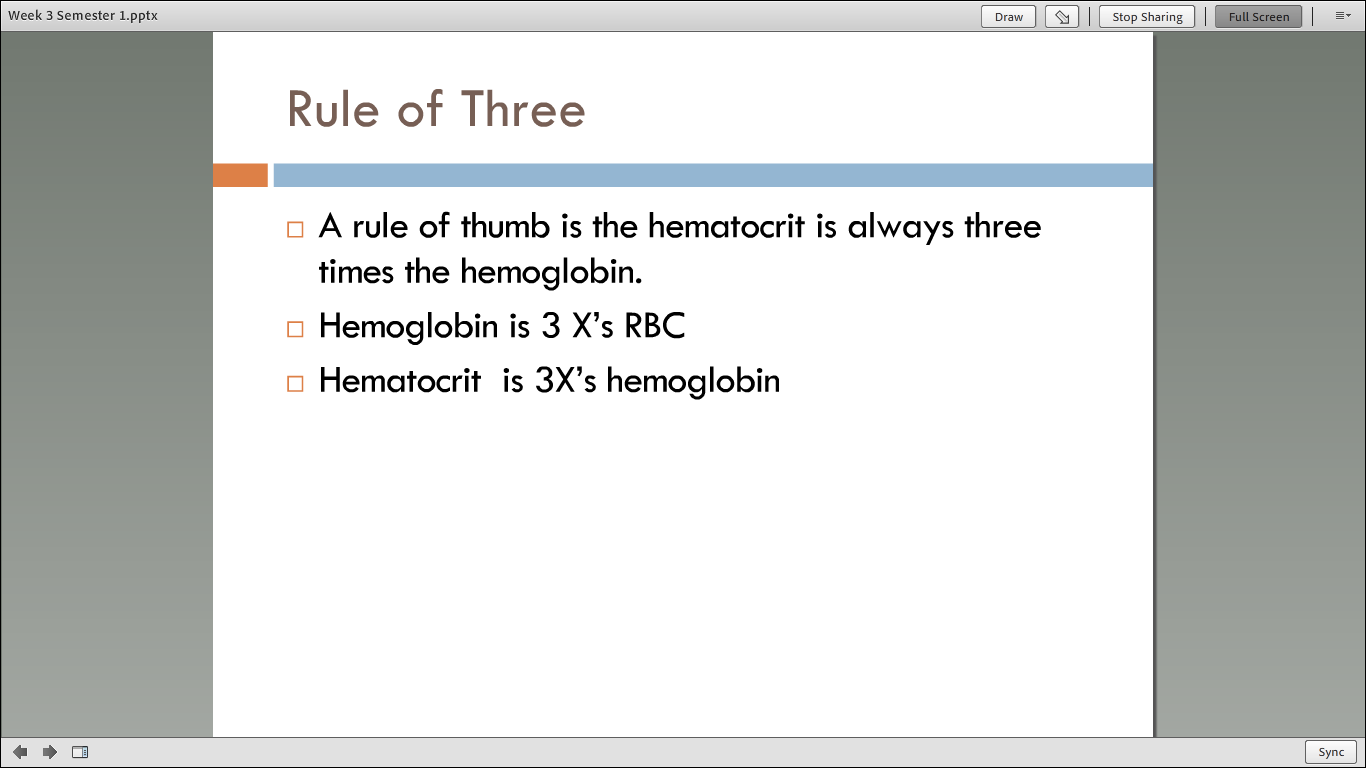 Week 3 Semester 1.pptx
Draw
Stop Sharing
Full Screen
Rule of Three
A rule of thumb is the hematocrit is always three
times the hemoglobin.
Hemoglobin is 3 X’s RBC
Hematocrit  is 3X’s hemoglobin
Sync